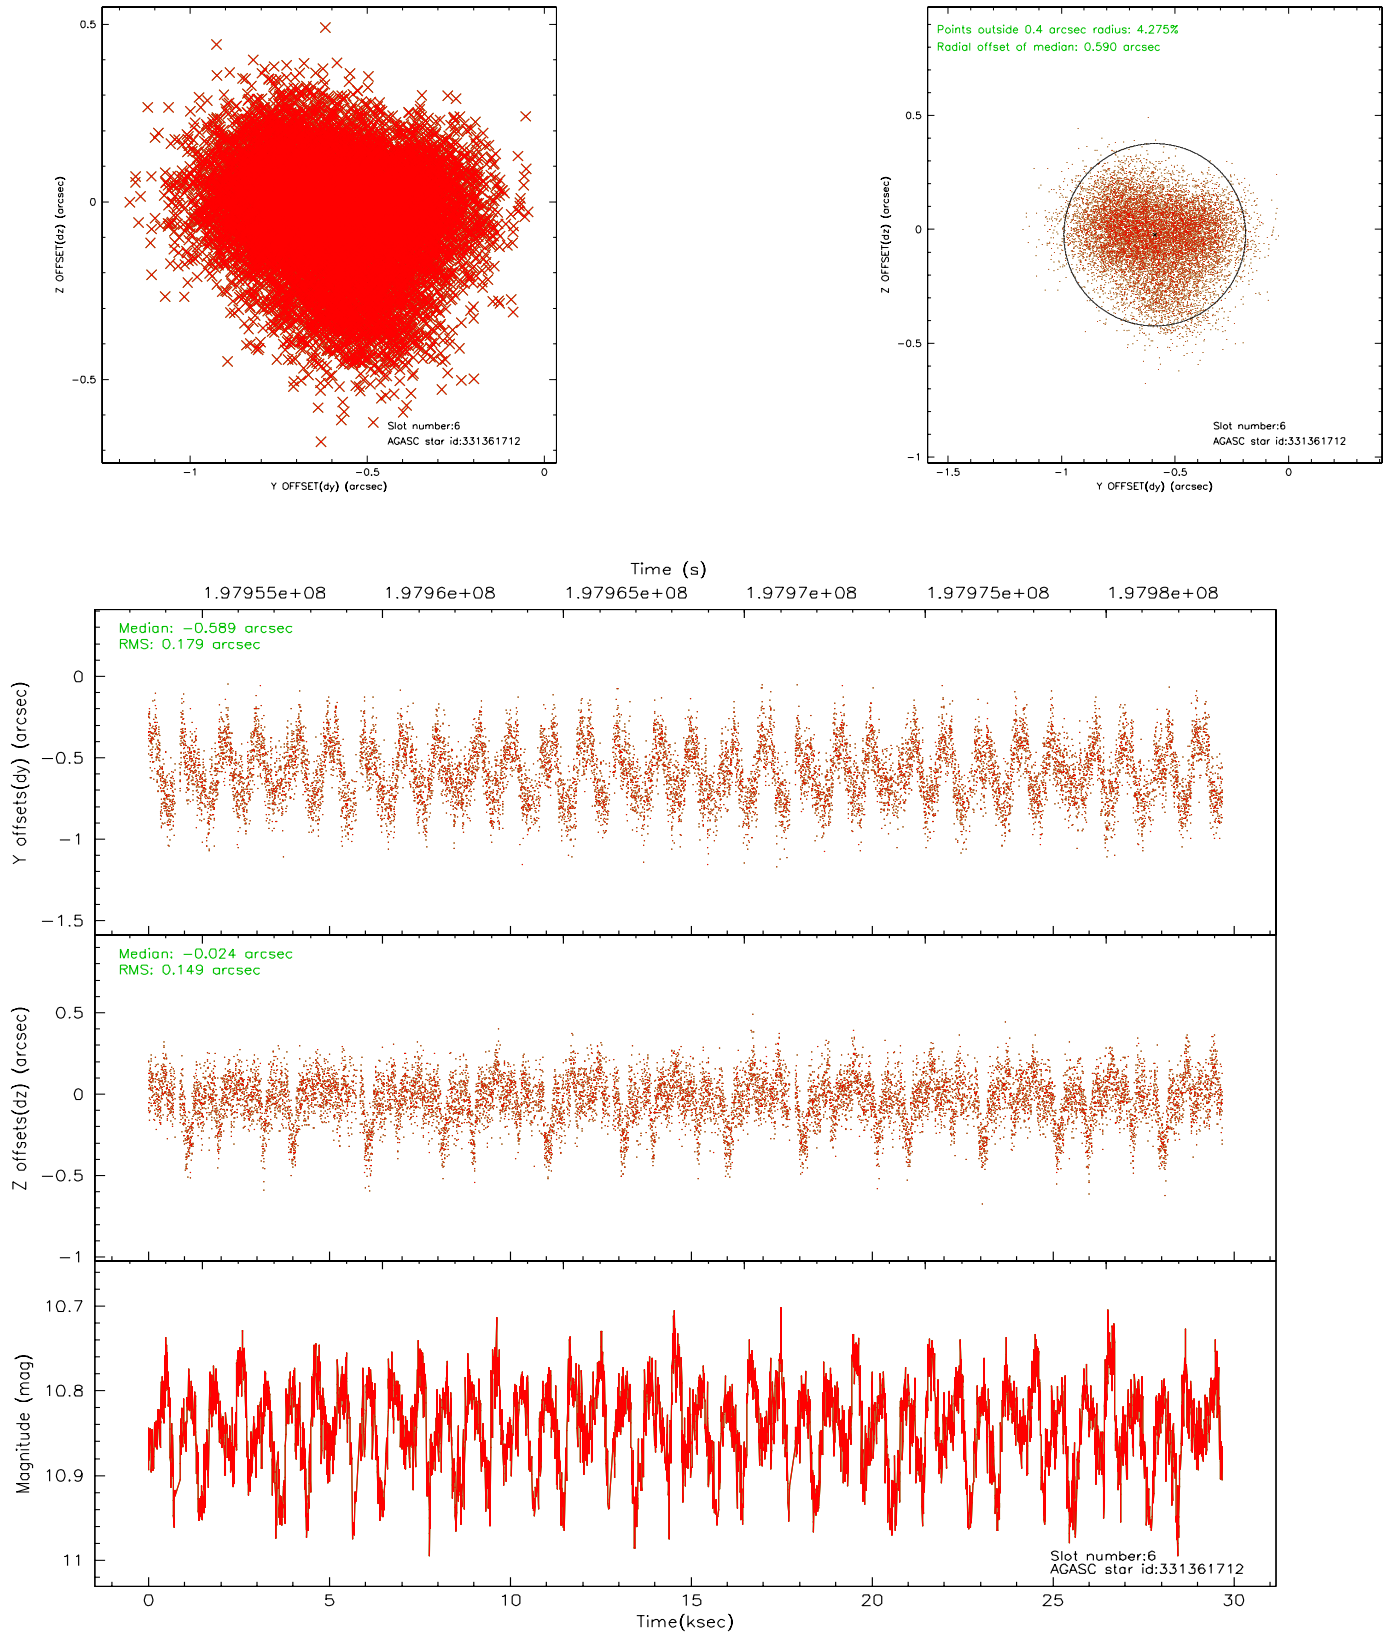 0.5
0
−0.5
Z OFFSET(dz) (arcsec)
Slot number:6
AGASC star id:331361712
−1
−0.5
0
Y OFFSET(dy) (arcsec)
Points outside 0.4 arcsec radius: 4.275%
Radial offset of median: 0.590 arcsec
0.5
0
−0.5
−1
Z OFFSET(dz) (arcsec)
Slot number:6
AGASC star id:331361712
−1.5
−1
−0.5
0
Y OFFSET(dy) (arcsec)
Time (s)
1.97955e+08
1.9796e+08
1.97965e+08
1.9797e+08
1.97975e+08
1.9798e+08
Median: −0.589 arcsec
RMS: 0.179 arcsec
0
−0.5
−1
−1.5
Y offsets(dy) (arcsec)
Median: −0.024 arcsec
RMS: 0.149 arcsec
0.5
0
−0.5
−1
Z offsets(dz) (arcsec)
10.7
10.8
10.9
11
Magnitude (mag)
Slot number:6
AGASC star id:331361712
0
5
10
15
20
25
30
Time(ksec)